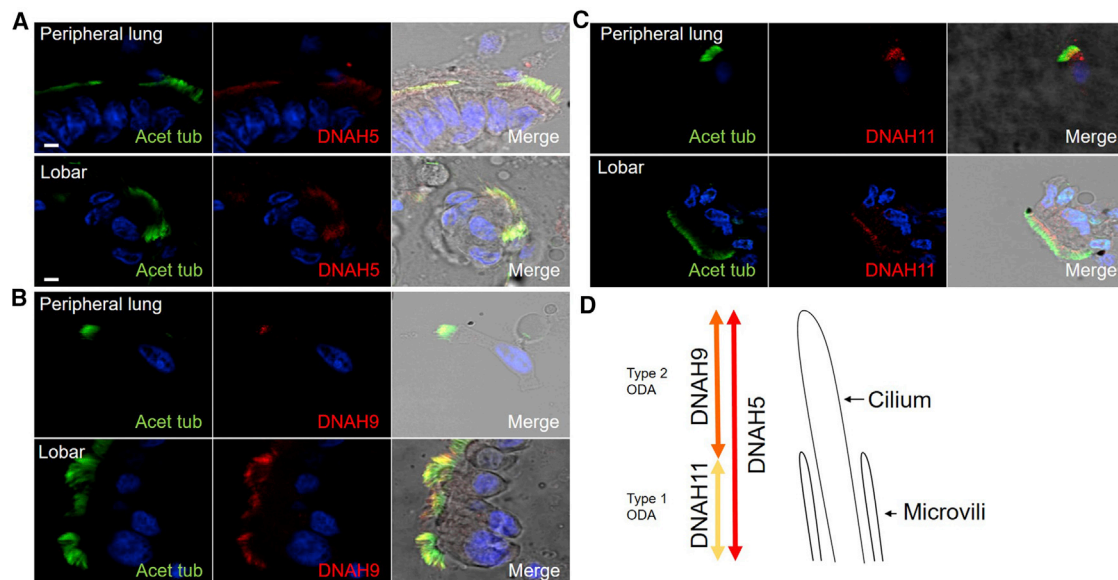 A
Peripheral lung
Acet tub
DNAH5
Merge
Lobar
Acet tub
DNAH5
Merge
B
Peripheral lung
Acet tub
DNAH9
Merge
Lobar
Acet tub
DNAH9
Merge
C
Peripheral lung
Acet tub
DNAH11
Merge
Lobar
Acet tub
DNAH11
Merge
D
Type 2
ODA
DNAH9
DNAH5
Cilium
Type 1
ODA
DNAH11
Microvili